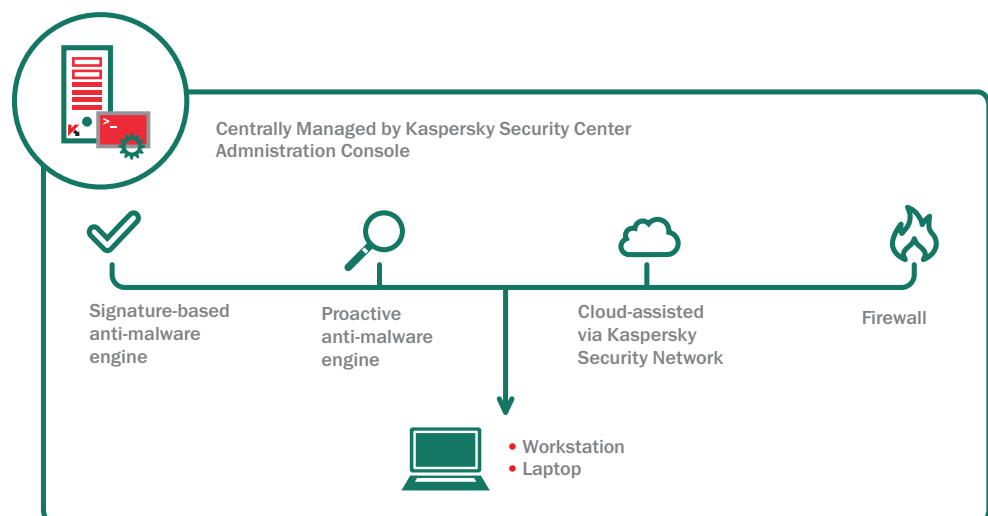 Centrally Managed by Kaspersky Security Center
Admnistration Console
>_
Signature-based
anti-malware
engine
Proactive
anti-malware
engine
Cloud-assisted
via Kaspersky
Security Network
Firewall
• Workstation
• Laptop